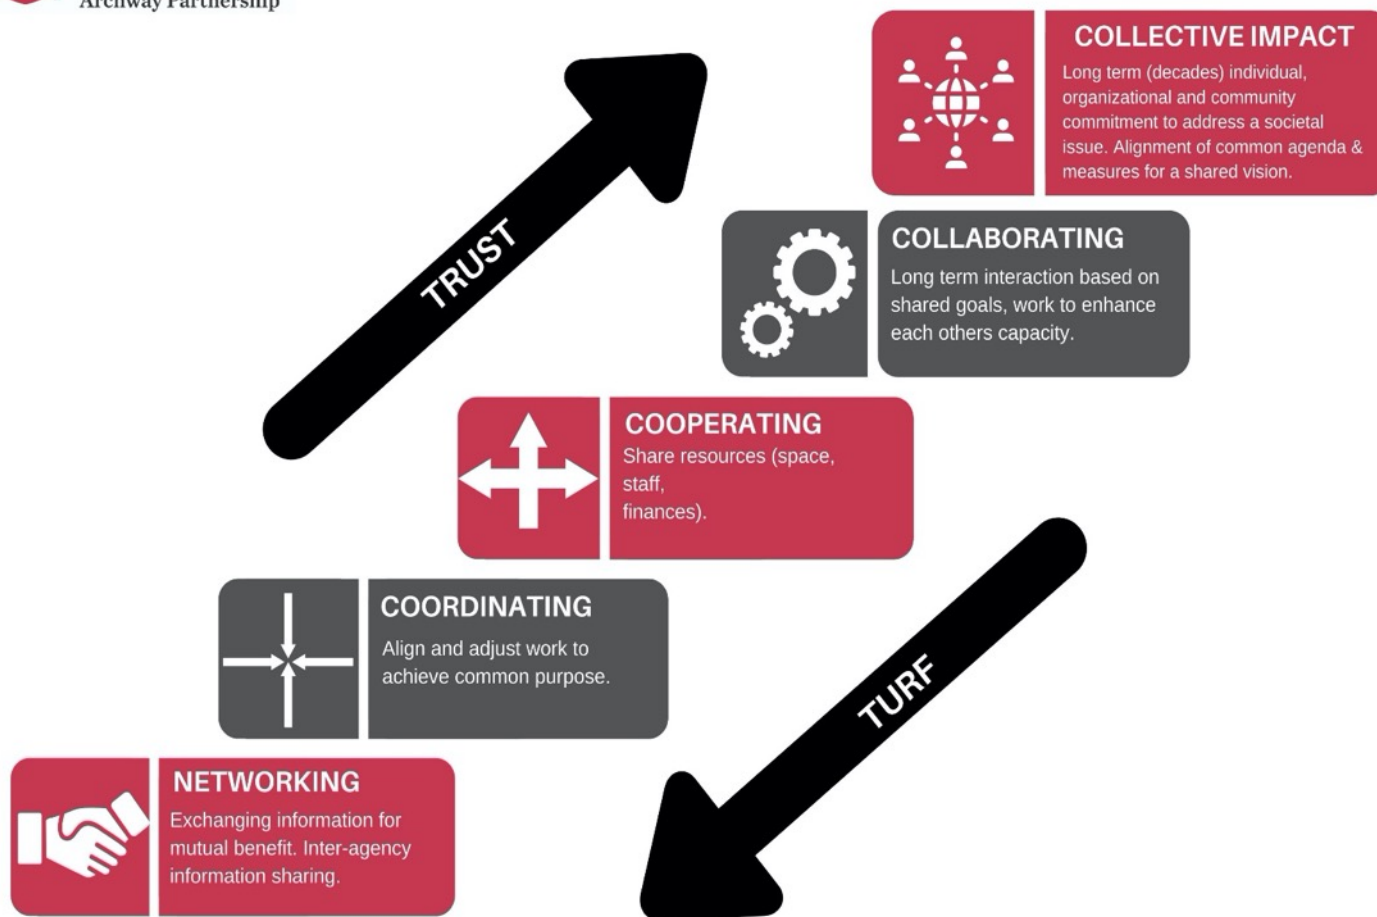 Archway Partnership
COLLECTIVE IMPACT
Long term (decades) individual,
organizational and community
commitment to address a societal
issue. Alignment of common agenda &
measures for a shared vision.
TRUST
COLLABORATING
Long term interaction based on
shared goals, work to enhance
each others capacity.
COOPERATING
Share resources (space,
staff,
finances).
COORDINATING
Align and adjust work to
achieve common purpose.
TURF
NETWORKING
Exchanging information for
mutual benefit. Inter-agency
information sharing.